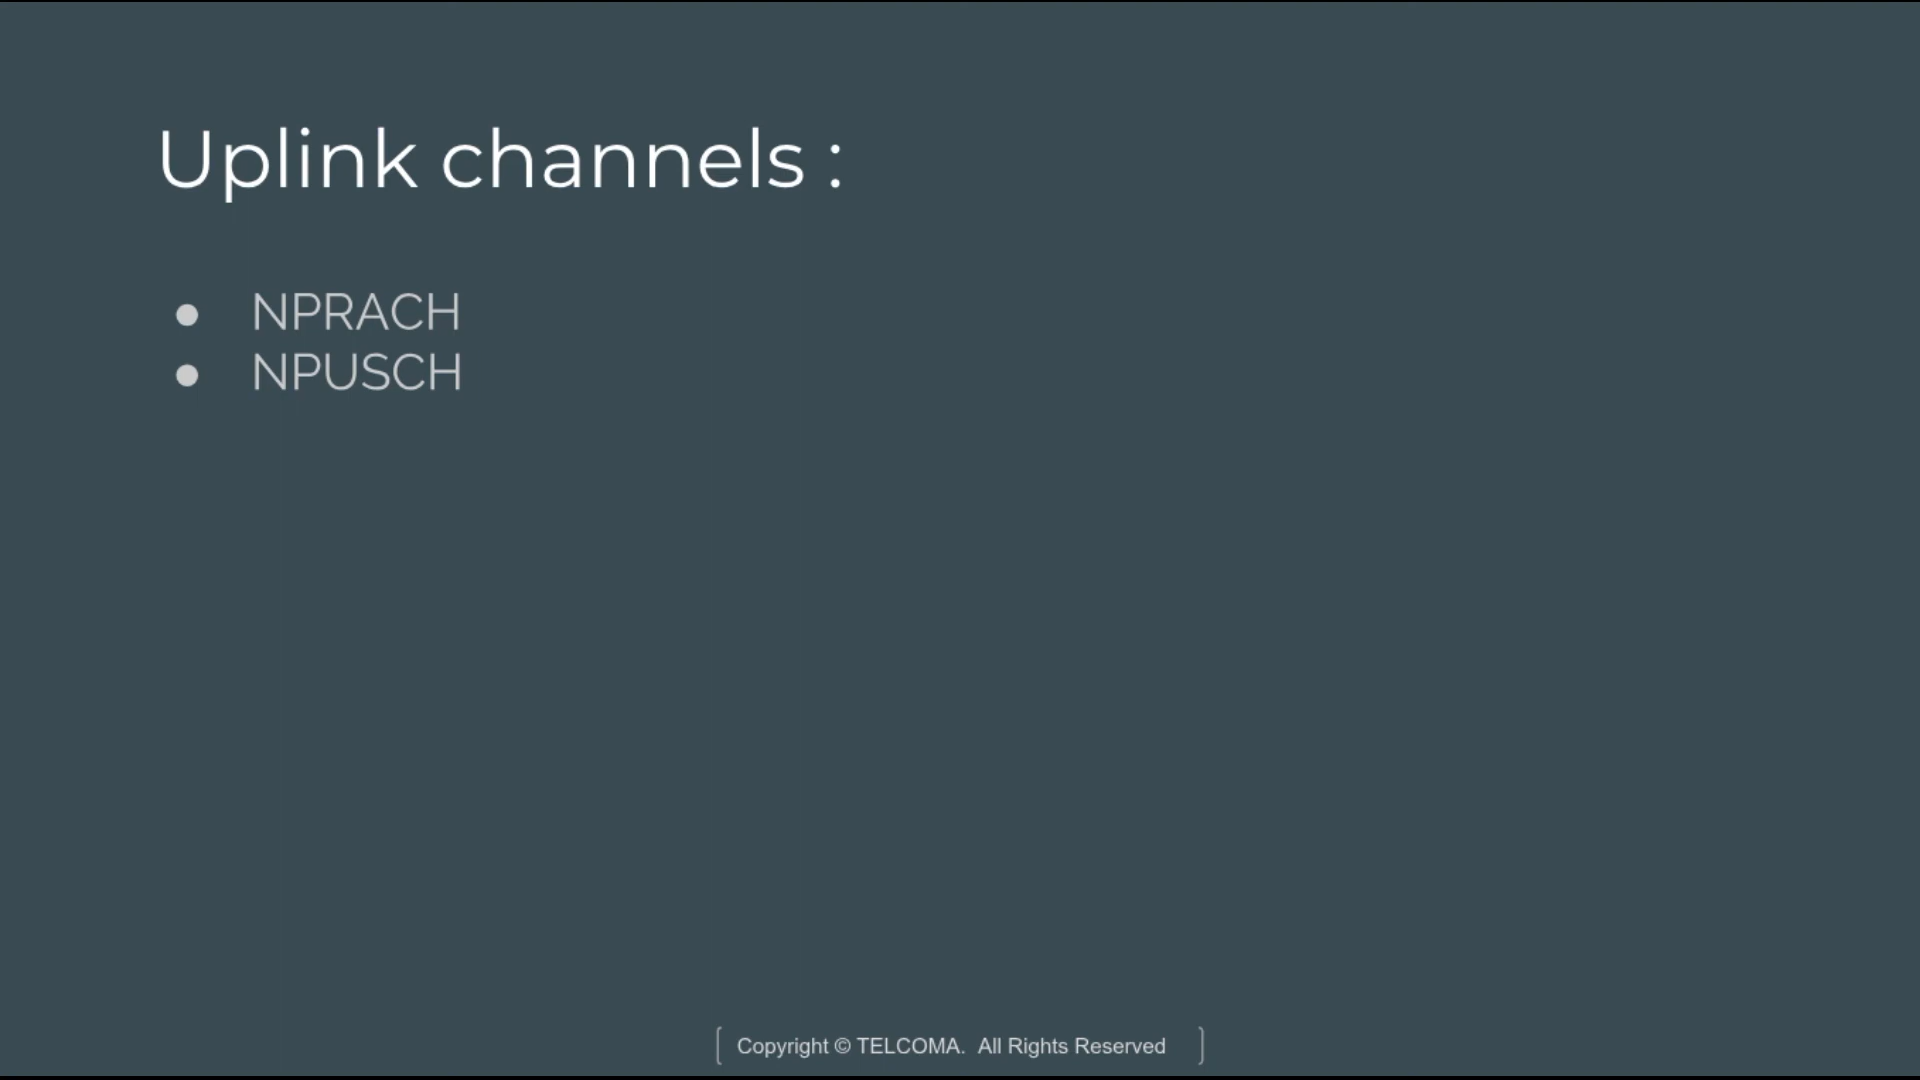 Uplink channels :
● NPRACH
● NPUSCH
[ Copyright © TELCOMA. All Rights Reserved ]